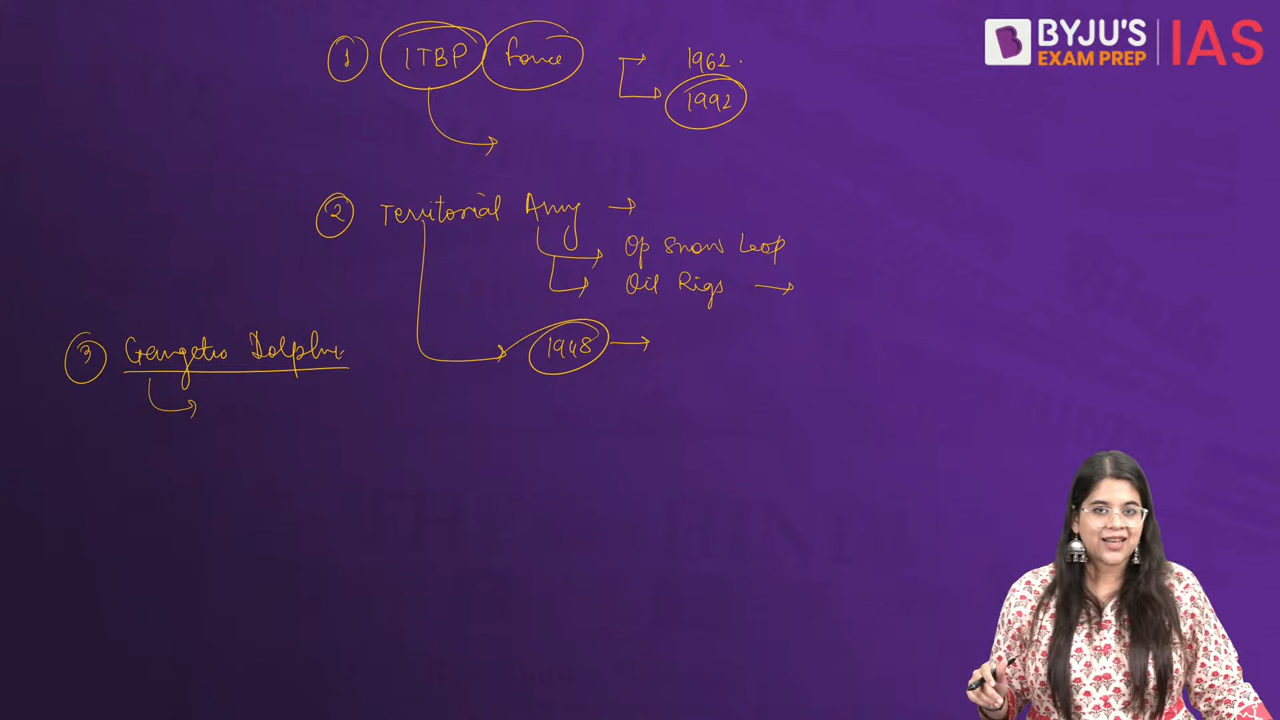 BYJU'S
EXAM PREP
IAS
① ITBP Force → 1962.
→ 1992
② Territorial Army →
→ Op Snow Leop
→ Oil Rigs →
→ 1948 →
③ Gangetic Dolphin